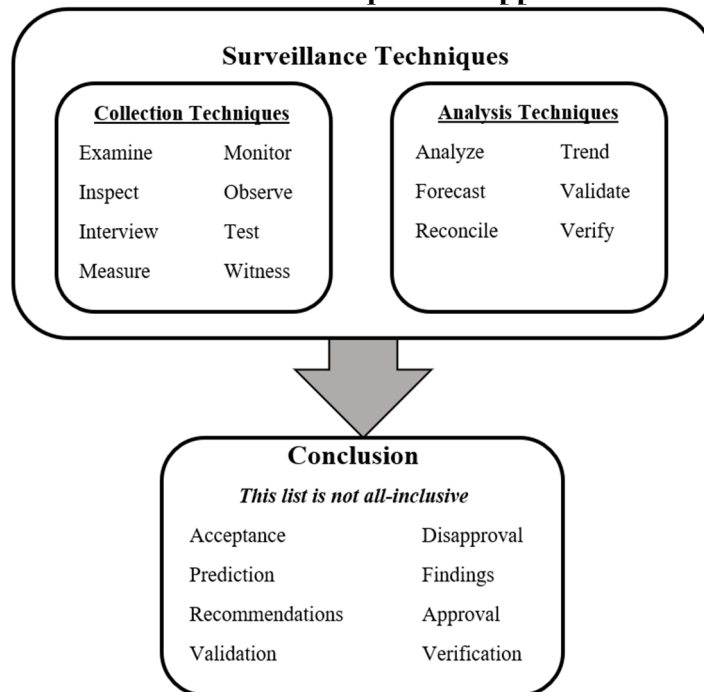 Surveillance Techniques
Collection Techniques
Examine Monitor
Inspect Observe
Interview Test
Measure Witness
Analysis Techniques
Analyze Trend
Forecast Validate
Reconcile Verify
Conclusion
This list is not all-inclusive
Acceptance Disapproval
Prediction Findings
Recommendations Approval
Validation Verification